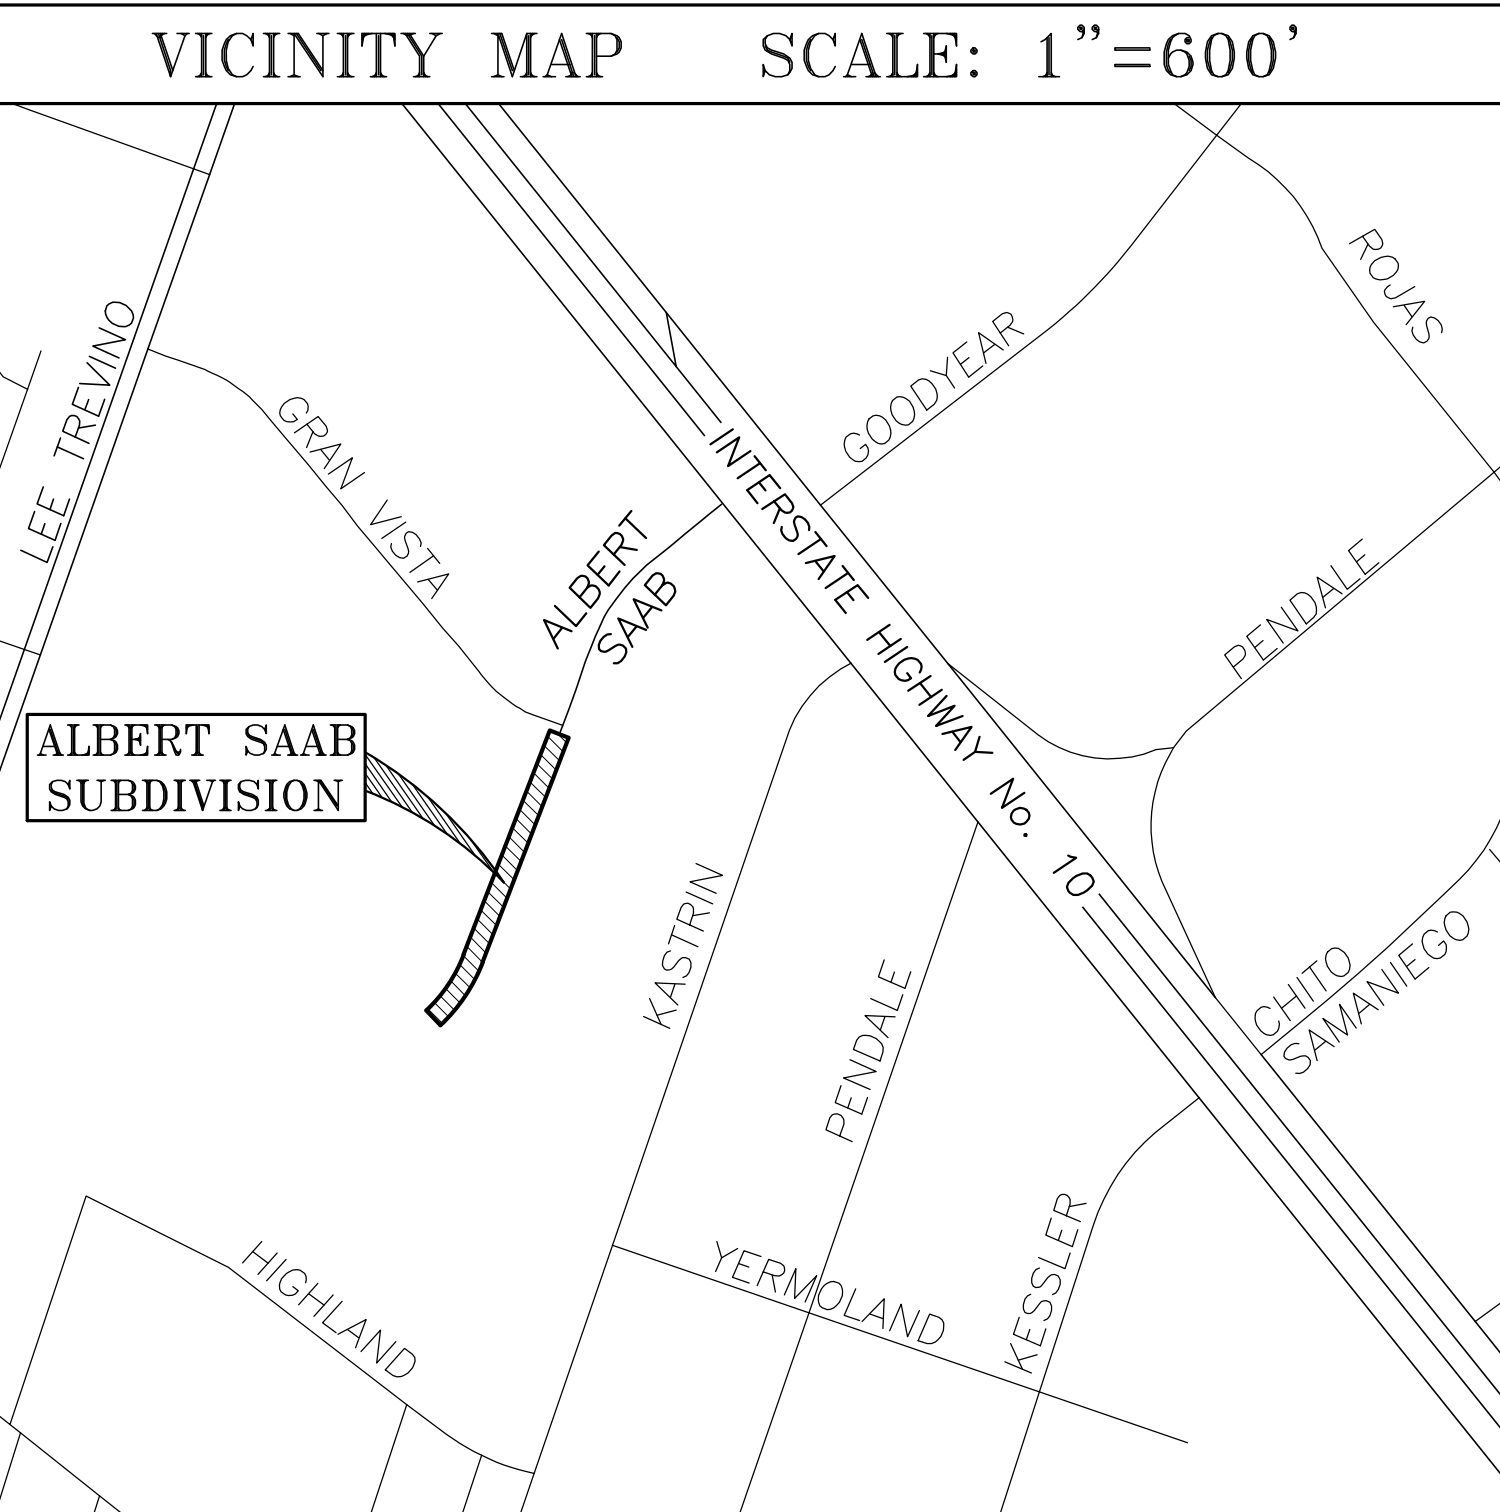 VICINITY MAP SCALE: 1"=600'
ROJAS
LEE TREVINO
GOODYEAR
GRAN VISTA
INTERSTATE HIGHWAY No. 10
ALBERT
SAAB
PENDALE
ALBERT SAAB
SUBDIVISION
KASTRIN
PENDALE
CHITO
SAMANIEGO
YERMOLAND
KESSLER
HIGHLAND